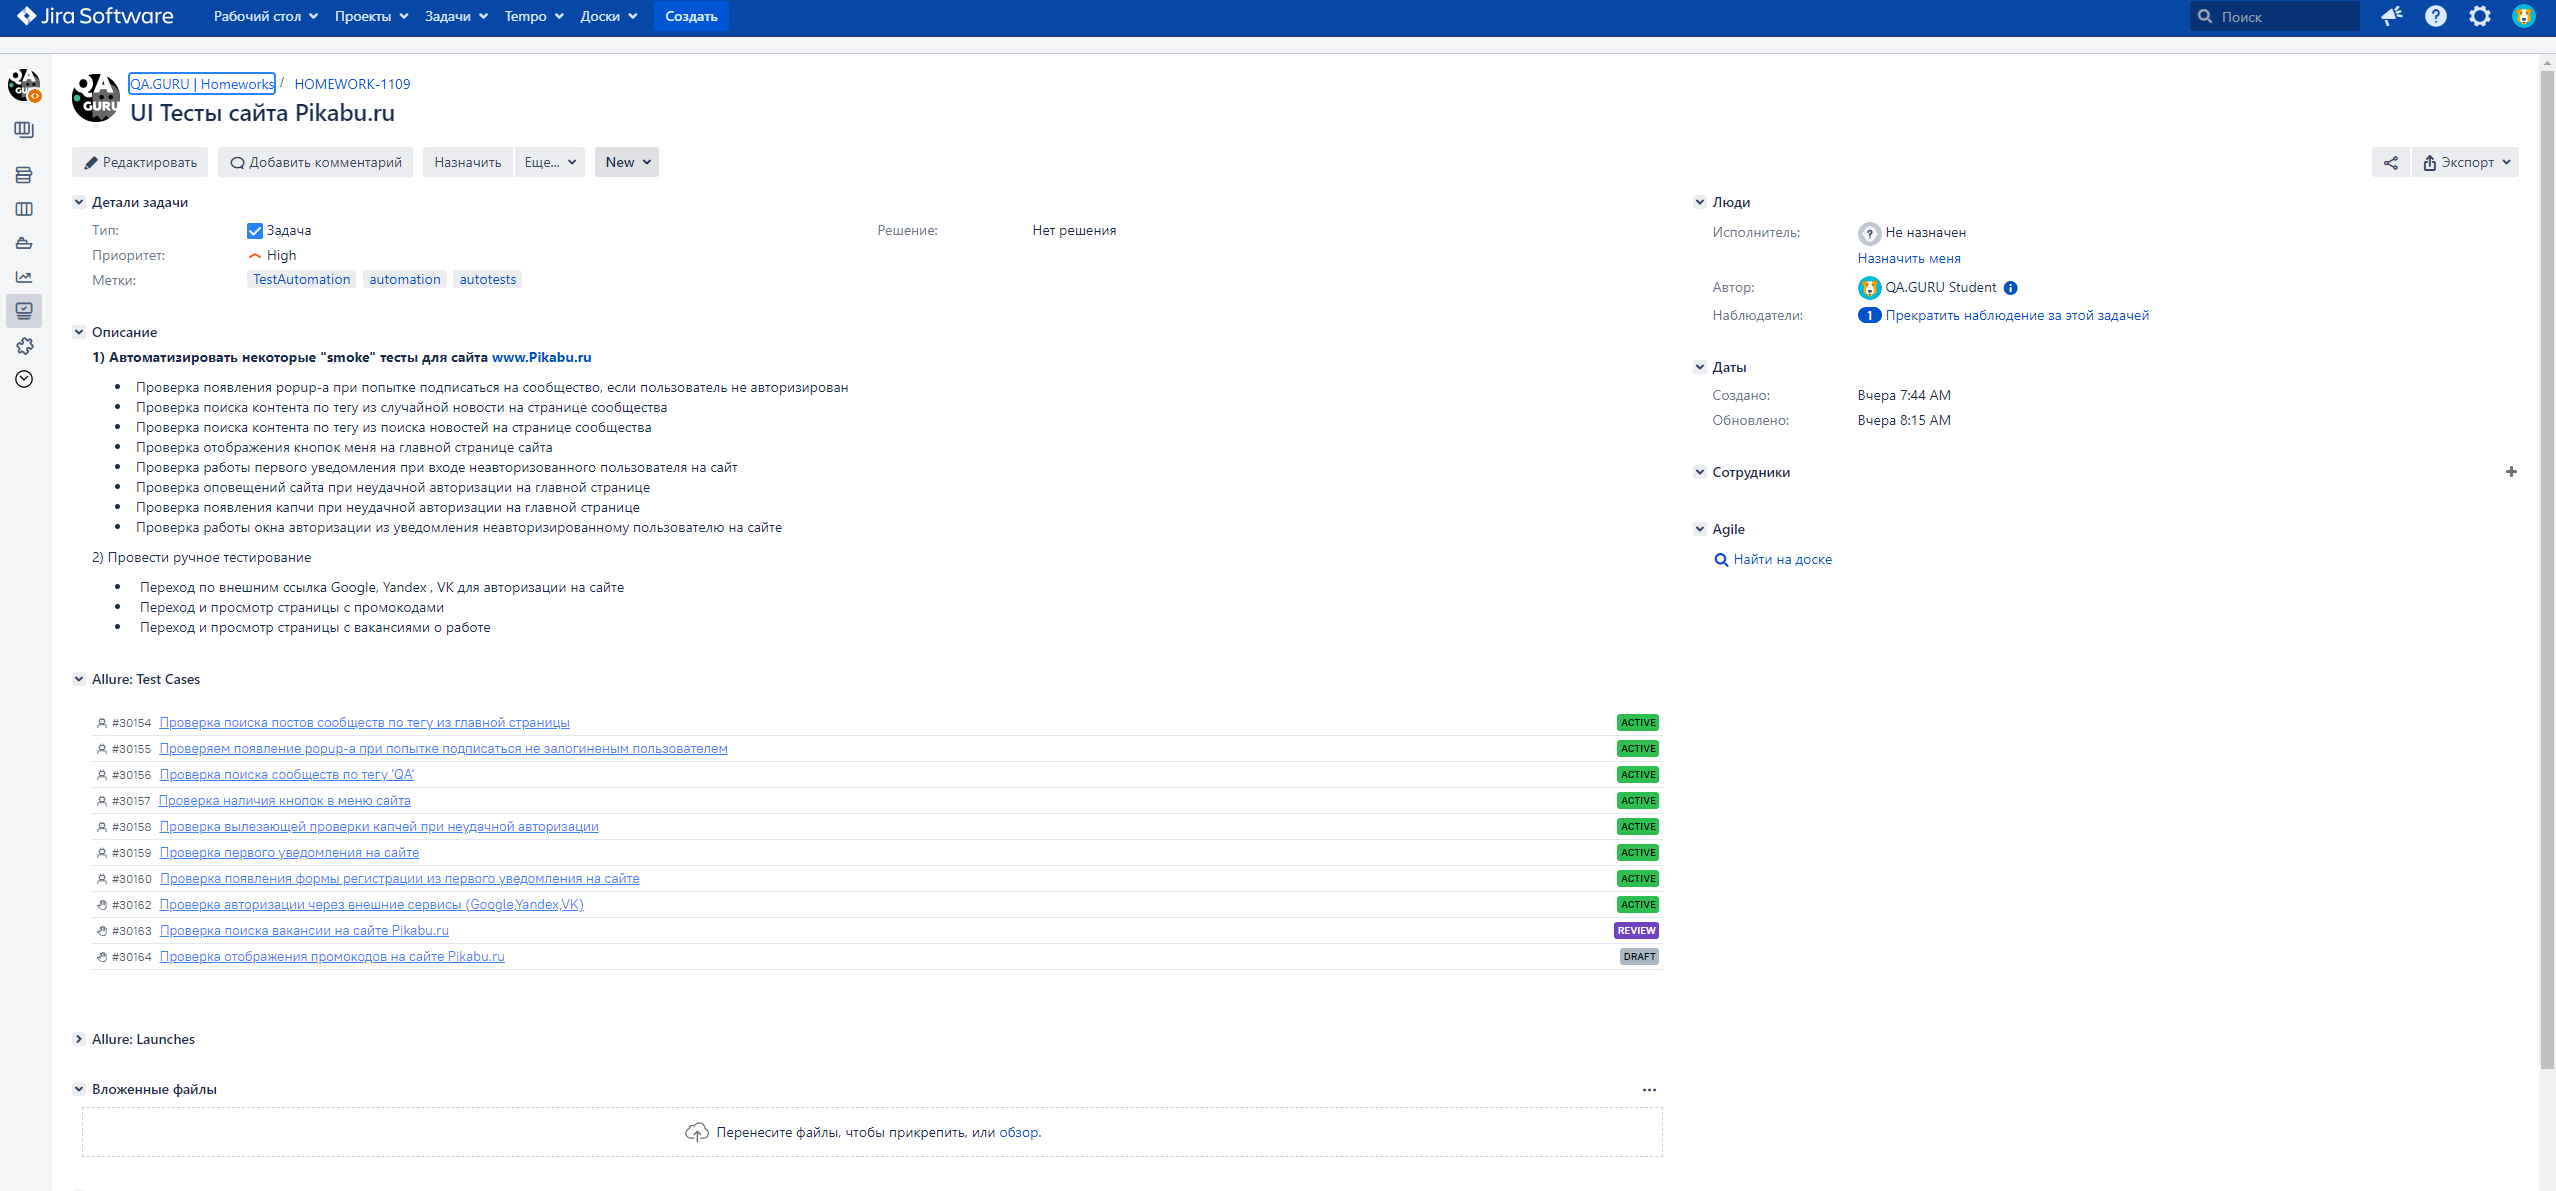 Jira Software Рабочий стол Проекты Задачи Tempo Доски Создать Поиск
QA.GURU | Homeworks / HOMEWORK-1109
UI Тесты сайта Pikabu.ru
Редактировать Добавить комментарий Назначить Еще... New Экспорт
Детали задачи
Тип: Задача Решение: Нет решения
Приоритет: High
Метки: TestAutomation automation autotests
Описание
1) Автоматизировать некоторые "smoke" тесты для сайта www.Pikabu.ru
• Проверка появления popup-а при попытке подписаться на сообщество, если пользователь не авторизирован
• Проверка поиска контента по тегу из случайной новости на странице сообщества
• Проверка поиска контента по тегу из поиска новостей на странице сообщества
• Проверка отображения кнопок меня на главной странице сайта
• Проверка работы первого уведомления при входе неавторизованного пользователя на сайт
• Проверка оповещений сайта при неудачной авторизации на главной странице
• Проверка появления капчи при неудачной авторизации на главной странице
• Проверка работы окна авторизации из уведомления неавторизированному пользователю на сайте
2) Провести ручное тестирование
• Переход по внешним ссылка Google, Yandex , VK для авторизации на сайте
• Переход и просмотр страницы с промокодами
• Переход и просмотр страницы с вакансиями о работе
Allure: Test Cases
#30154 Проверка поиска постов сообществ по тегу из главной страницы ACTIVE
#30155 Проверяем появление popup-а при попытке подписаться не залогиненым пользователем ACTIVE
#30156 Проверка поиска сообществ по тегу 'QA' ACTIVE
#30157 Проверка наличия кнопок в меню сайта ACTIVE
#30158 Проверка вылезающей проверки капчей при неудачной авторизации ACTIVE
#30159 Проверка первого уведомления на сайте ACTIVE
#30160 Проверка появления формы регистрации из первого уведомления на сайте ACTIVE
#30162 Проверка авторизации через внешние сервисы (Google,Yandex,VK) ACTIVE
#30163 Проверка поиска вакансии на сайте Pikabu.ru REVIEW
#30164 Проверка отображения промокодов на сайте Pikabu.ru DRAFT
Allure: Launches
Вложенные файлы
Перенесите файлы, чтобы прикрепить, или обзор.
Люди
Исполнитель: Не назначен
Назначить меня
Автор: QA.GURU Student
Наблюдатели: 1 Прекратить наблюдение за этой задачей
Даты
Создано: Вчера 7:44 AM
Обновлено: Вчера 8:15 AM
Сотрудники
Agile
Найти на доске